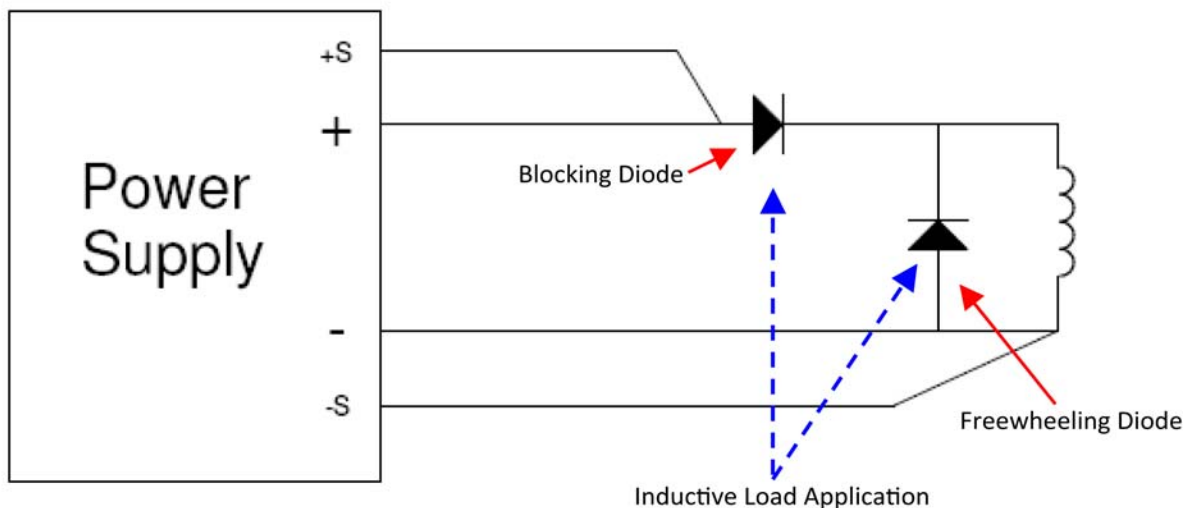 +S
+
Blocking Diode
Power
Supply
-
-S
Freewheeling Diode
Inductive Load Application